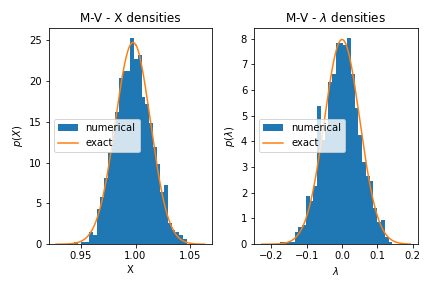 M-V - X densities
25
20
15
10
5
0
p(X)
0.95
1.00
1.05
X
numerical
exact
M-V - λ densities
8
7
6
5
4
3
2
1
0
p(λ)
−0.2
−0.1
0.0
0.1
0.2
λ
numerical
exact